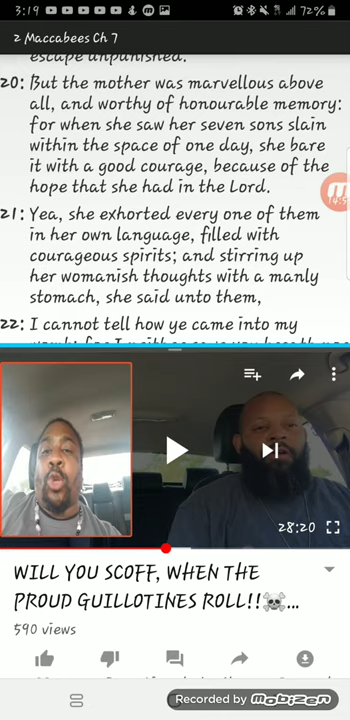 3:19
72%
2 Maccabees Ch 7
escape unpunished.
20: But the mother was marvellous above
all, and worthy of honourable memory:
for when she saw her seven sons slain
within the space of one day, she bare
it with a good courage, because of the
hope that she had in the Lord.
21: Yea, she exhorted every one of them
in her own language, filled with
courageous spirits; and stirring up
her womanish thoughts with a manly
stomach, she said unto them,
22: I cannot tell how ye came into my
28:20
WILL YOU SCOFF, WHEN THE
PROUD GUILLOTINES ROLL!!☠...
590 views
Recorded by mobizen